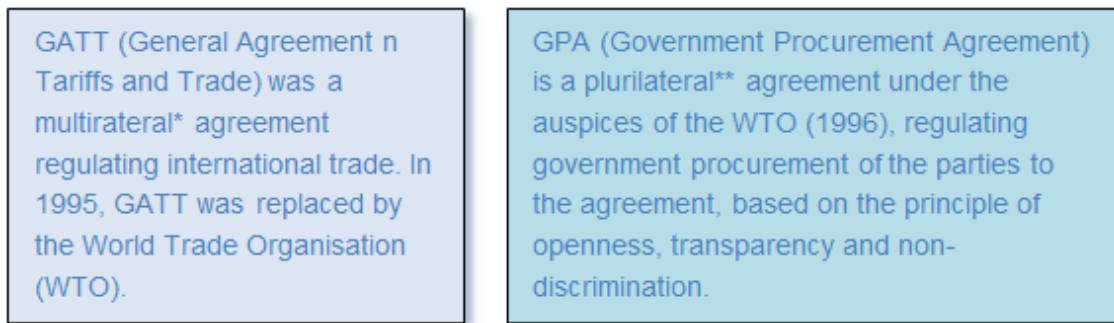 GATT (General Agreement n
Tariffs and Trade) was a
multirateral* agreement
regulating international trade. In
1995, GATT was replaced by
the World Trade Organisation
(WTO).
GPA (Government Procurement Agreement)
is a plurilateral** agreement under the
auspices of the WTO (1996), regulating
government procurement of the parties to
the agreement, based on the principle of
openness, transparency and non-
discrimination.